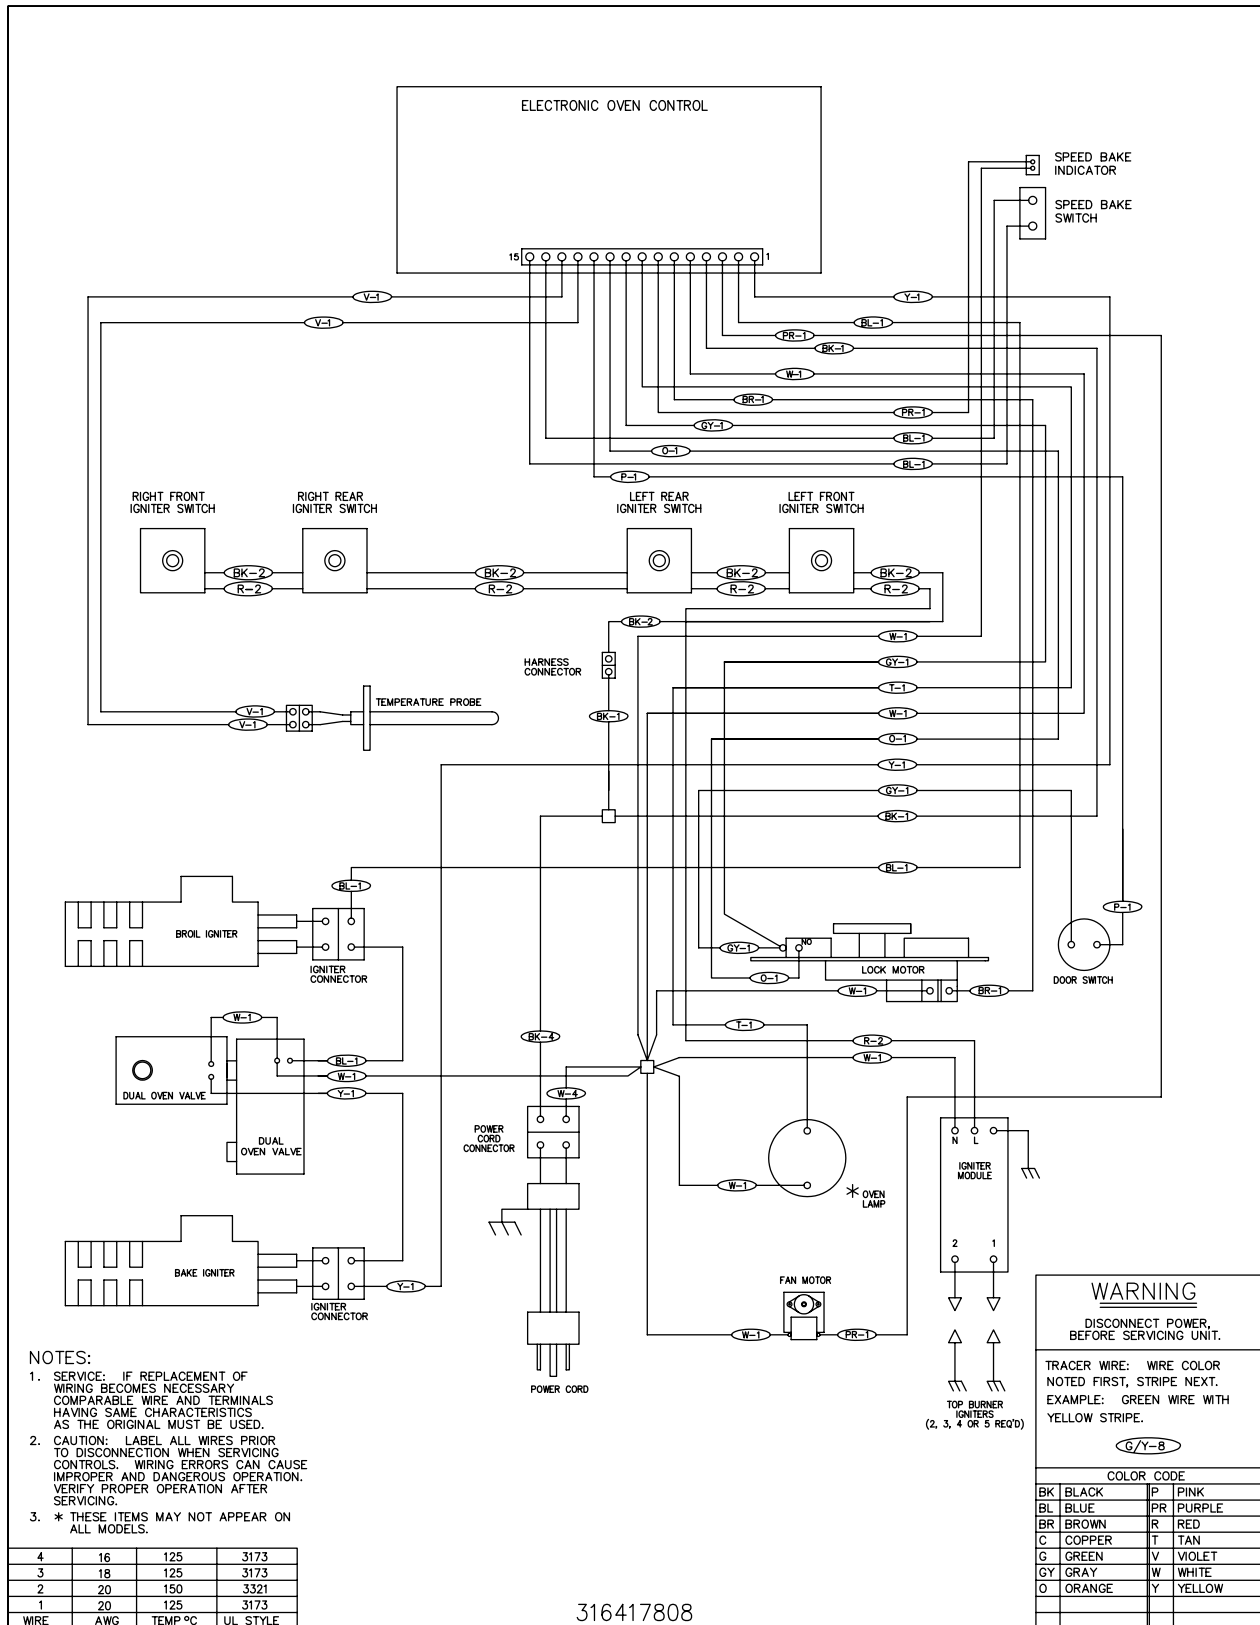 ELECTRONIC OVEN CONTROL
SPEED BAKE
INDICATOR
SPEED BAKE
SWITCH
15
1
V-1
Y-1
V-1
BL-1
PR-1
BK-1
W-1
BR-1
PR-1
GY-1
BL-1
O-1
BL-1
P-1
RIGHT FRONT
IGNITER SWITCH
RIGHT REAR
IGNITER SWITCH
LEFT REAR
IGNITER SWITCH
LEFT FRONT
IGNITER SWITCH
BK-2
BK-2
BK-2
BK-2
R-2
R-2
R-2
R-2
BK-2
W-1
HARNESS
CONNECTOR
GY-1
T-1
TEMPERATURE PROBE
V-1
V-1
BK-1
W-1
O-1
Y-1
GY-1
BK-1
BL-1
BL-1
P-1
BROIL IGNITER
IGNITER
CONNECTOR
GY-1
NO
LOCK MOTOR
O-1
W-1
BR-1
DOOR SWITCH
W-1
T-1
BK-4
R-2
BL-1
W-1
W-1
Y-1
W-4
DUAL OVEN VALVE
DUAL
OVEN VALVE
POWER
CORD
CONNECTOR
N
L
IGNITER
MODULE
W-1
* OVEN
LAMP
2
1
BAKE IGNITER
IGNITER
CONNECTOR
Y-1
FAN MOTOR
W-1
PR-1
POWER CORD
TOP BURNER
IGNITERS
(2, 3, 4 OR 5 REQ'D)
WARNING
DISCONNECT POWER,
BEFORE SERVICING UNIT.
TRACER WIRE: WIRE COLOR
NOTED FIRST, STRIPE NEXT.
EXAMPLE: GREEN WIRE WITH
YELLOW STRIPE.
G/Y-8
COLOR CODE
BK BLACK P PINK
BL BLUE PR PURPLE
BR BROWN R RED
C COPPER T TAN
G GREEN V VIOLET
GY GRAY W WHITE
O ORANGE Y YELLOW
NOTES:
1. SERVICE: IF REPLACEMENT OF
WIRING BECOMES NECESSARY
COMPARABLE WIRE AND TERMINALS
HAVING SAME CHARACTERISTICS
AS THE ORIGINAL MUST BE USED.
2. CAUTION: LABEL ALL WIRES PRIOR
TO DISCONNECTION WHEN SERVICING
CONTROLS. WIRING ERRORS CAN CAUSE
IMPROPER AND DANGEROUS OPERATION.
VERIFY PROPER OPERATION AFTER
SERVICING.
3. * THESE ITEMS MAY NOT APPEAR ON
ALL MODELS.
4 16 125 3173
3 18 125 3173
2 20 150 3321
1 20 125 3173
WIRE AWG TEMP °C UL STYLE
316417808